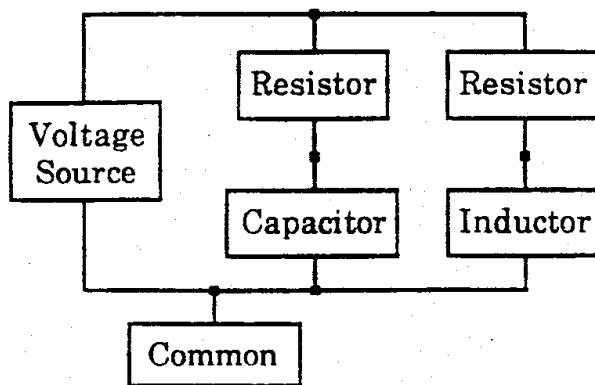 Voltage
Source
Resistor
Resistor
Capacitor
Inductor
Common